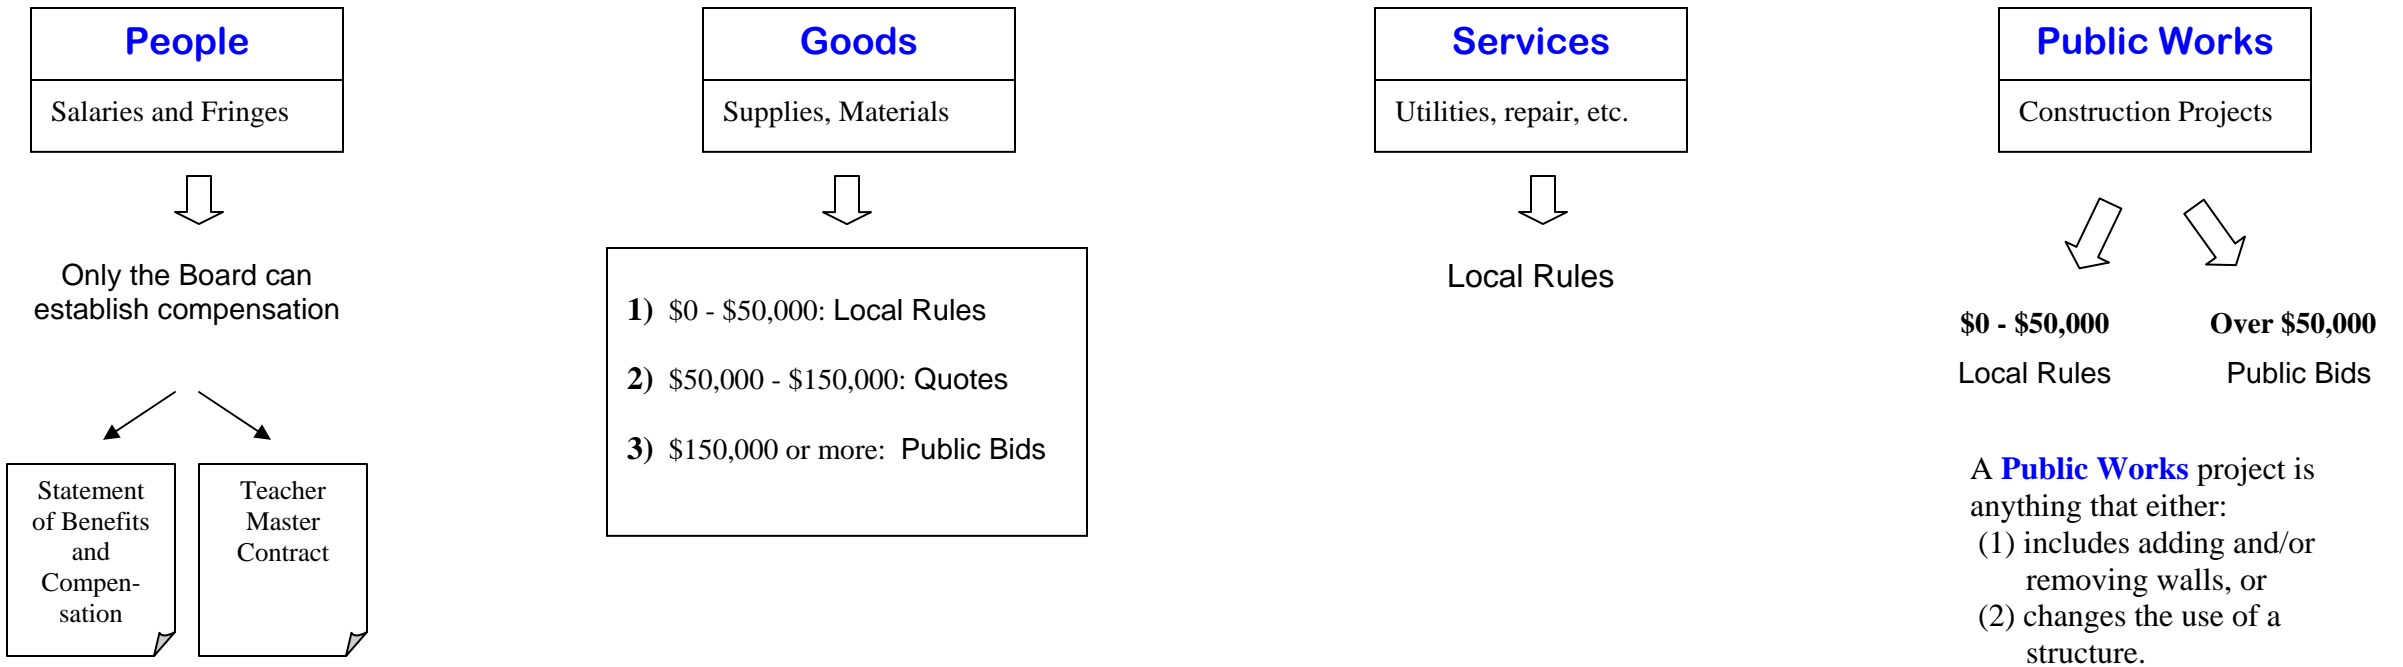 People
Salaries and Fringes
Only the Board can
establish compensation
Statement
of Benefits
and
Compen-
sation
Teacher
Master
Contract
Goods
Supplies, Materials
1) $0 - $50,000: Local Rules
2) $50,000 - $150,000: Quotes
3) $150,000 or more: Public Bids
Services
Utilities, repair, etc.
Local Rules
Public Works
Construction Projects
$0 - $50,000
Local Rules
Over $50,000
Public Bids
A Public Works project is
anything that either:
(1) includes adding and/or
removing walls, or
(2) changes the use of a
structure.